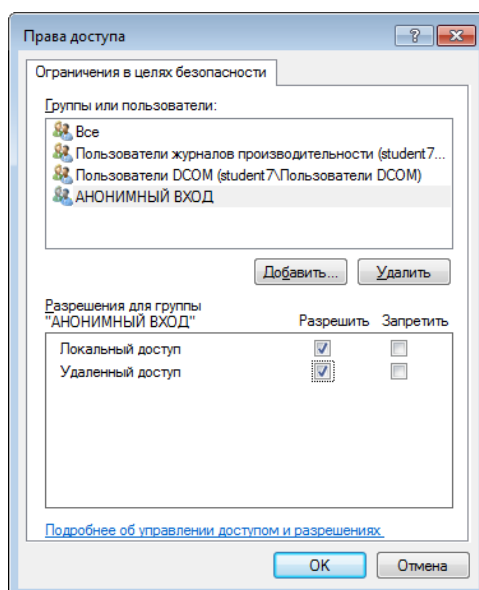 Права доступа
Ограничения в целях безопасности
Группы или пользователи:
Все
Пользователи журналов производительности (student7...
Пользователи DCOM (student7\Пользователи DCOM)
АНОНИМНЫЙ ВХОД
Добавить...
Удалить
Разрешения для группы
"АНОНИМНЫЙ ВХОД"
Разрешить
Запретить
Локальный доступ
Удаленный доступ
Подробнее об управлении доступом и разрешениях
OK
Отмена